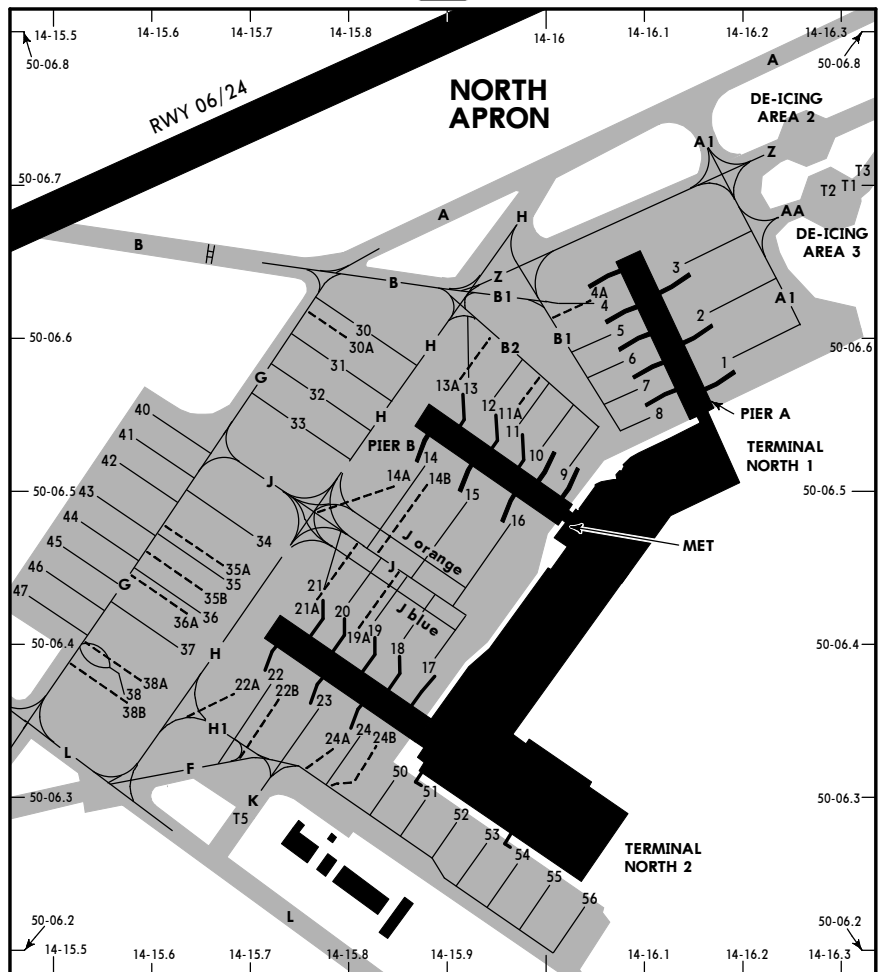 14-15.5 14-15.6 14-15.7 14-15.8 14-16 14-16.1 14-16.2 14-16.3
50-06.8
50-06.8
A
RWY 06/24
NORTH
APRON
DE-ICING
AREA 2
A1
Z
T3
T1
T2
50-06.7
A
H
AA
B
DE-ICING
AREA 3
Z
3
B
B1
4A
4
A1
2
5
30
50-06.6
30A
H
B2
B1
50-06.6
6
31
1
G
32
13A
13
7
12
11A
8
40
33
H
11
PIER A
41
PIER B
10
TERMINAL
NORTH 1
42
14
9
J
14A
14B
43
15
50-06.5
50-06.5
44
16
34
J orange
MET
45
35A
46
G
35
21
J
47
35B
21A
20
J blue
36A
36
19A
19
50-06.4
37
H
18
50-06.4
17
38A
22
38
22A
22B
38B
23
H1
24
24A
24B
L
F
50
50-06.3
K
51
50-06.3
T5
52
53
54
TERMINAL
NORTH 2
55
56
L
50-06.2
50-06.2
14-15.5 14-15.6 14-15.7 14-15.8 14-15.9 14-16 14-16.1 14-16.2 14-16.3